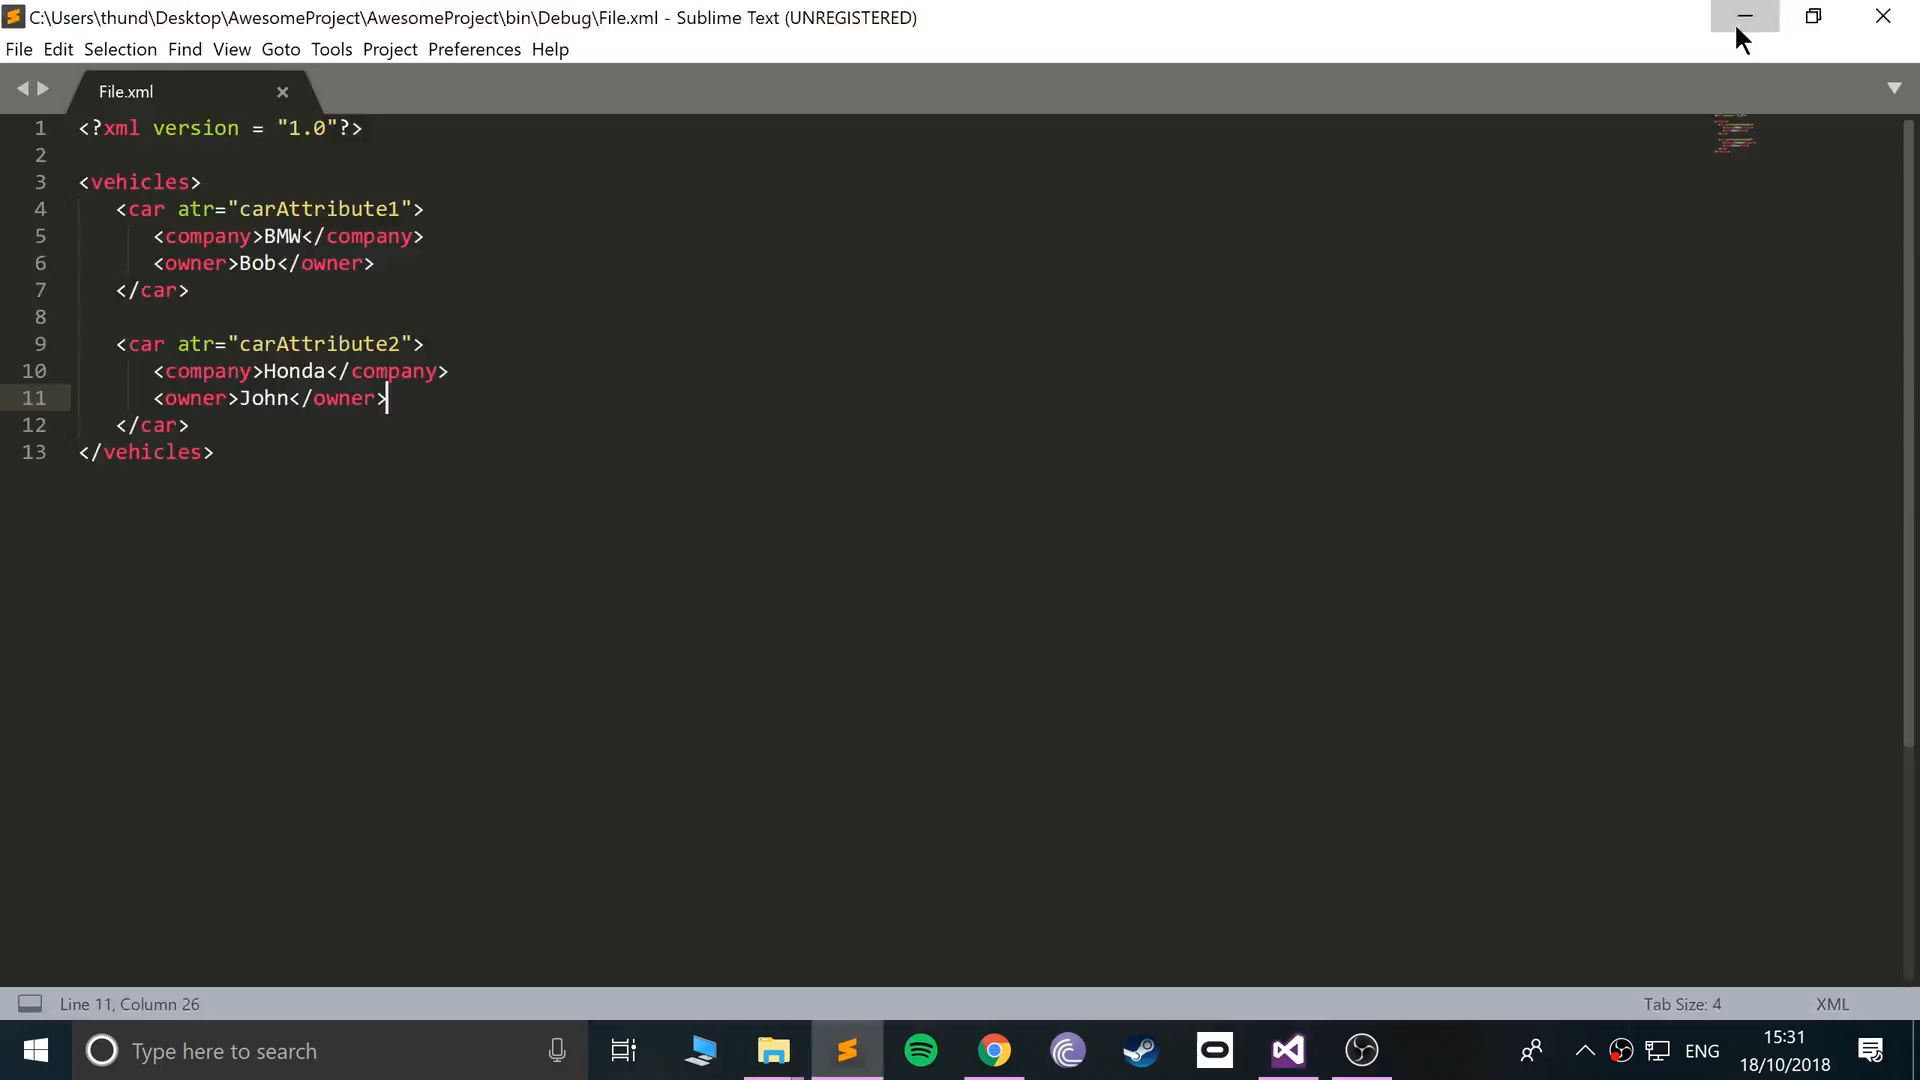 C:\Users\thund\Desktop\AwesomeProject\AwesomeProject\bin\Debug\File.xml - Sublime Text (UNREGISTERED)
File Edit Selection Find View Goto Tools Project Preferences Help
File.xml
1 <?xml version = "1.0"?>
2
3 <vehicles>
4 <car atr="carAttribute1">
5 <company>BMW</company>
6 <owner>Bob</owner>
7 </car>
8
9 <car atr="carAttribute2">
10 <company>Honda</company>
11 <owner>John</owner>
12 </car>
13 </vehicles>
Line 11, Column 26 Tab Size: 4 XML
Type here to search ENG 15:31
18/10/2018